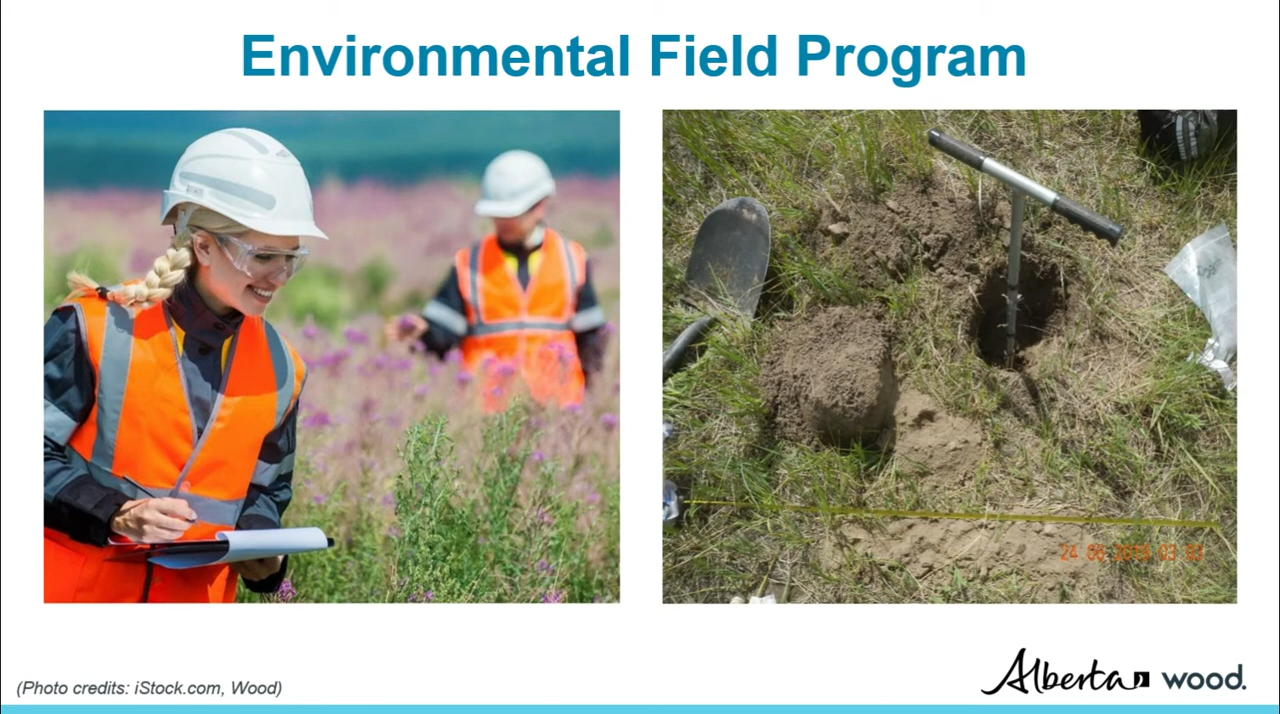 Environmental Field Program
(Photo credits: iStock.com, Wood)
Alberta wood.